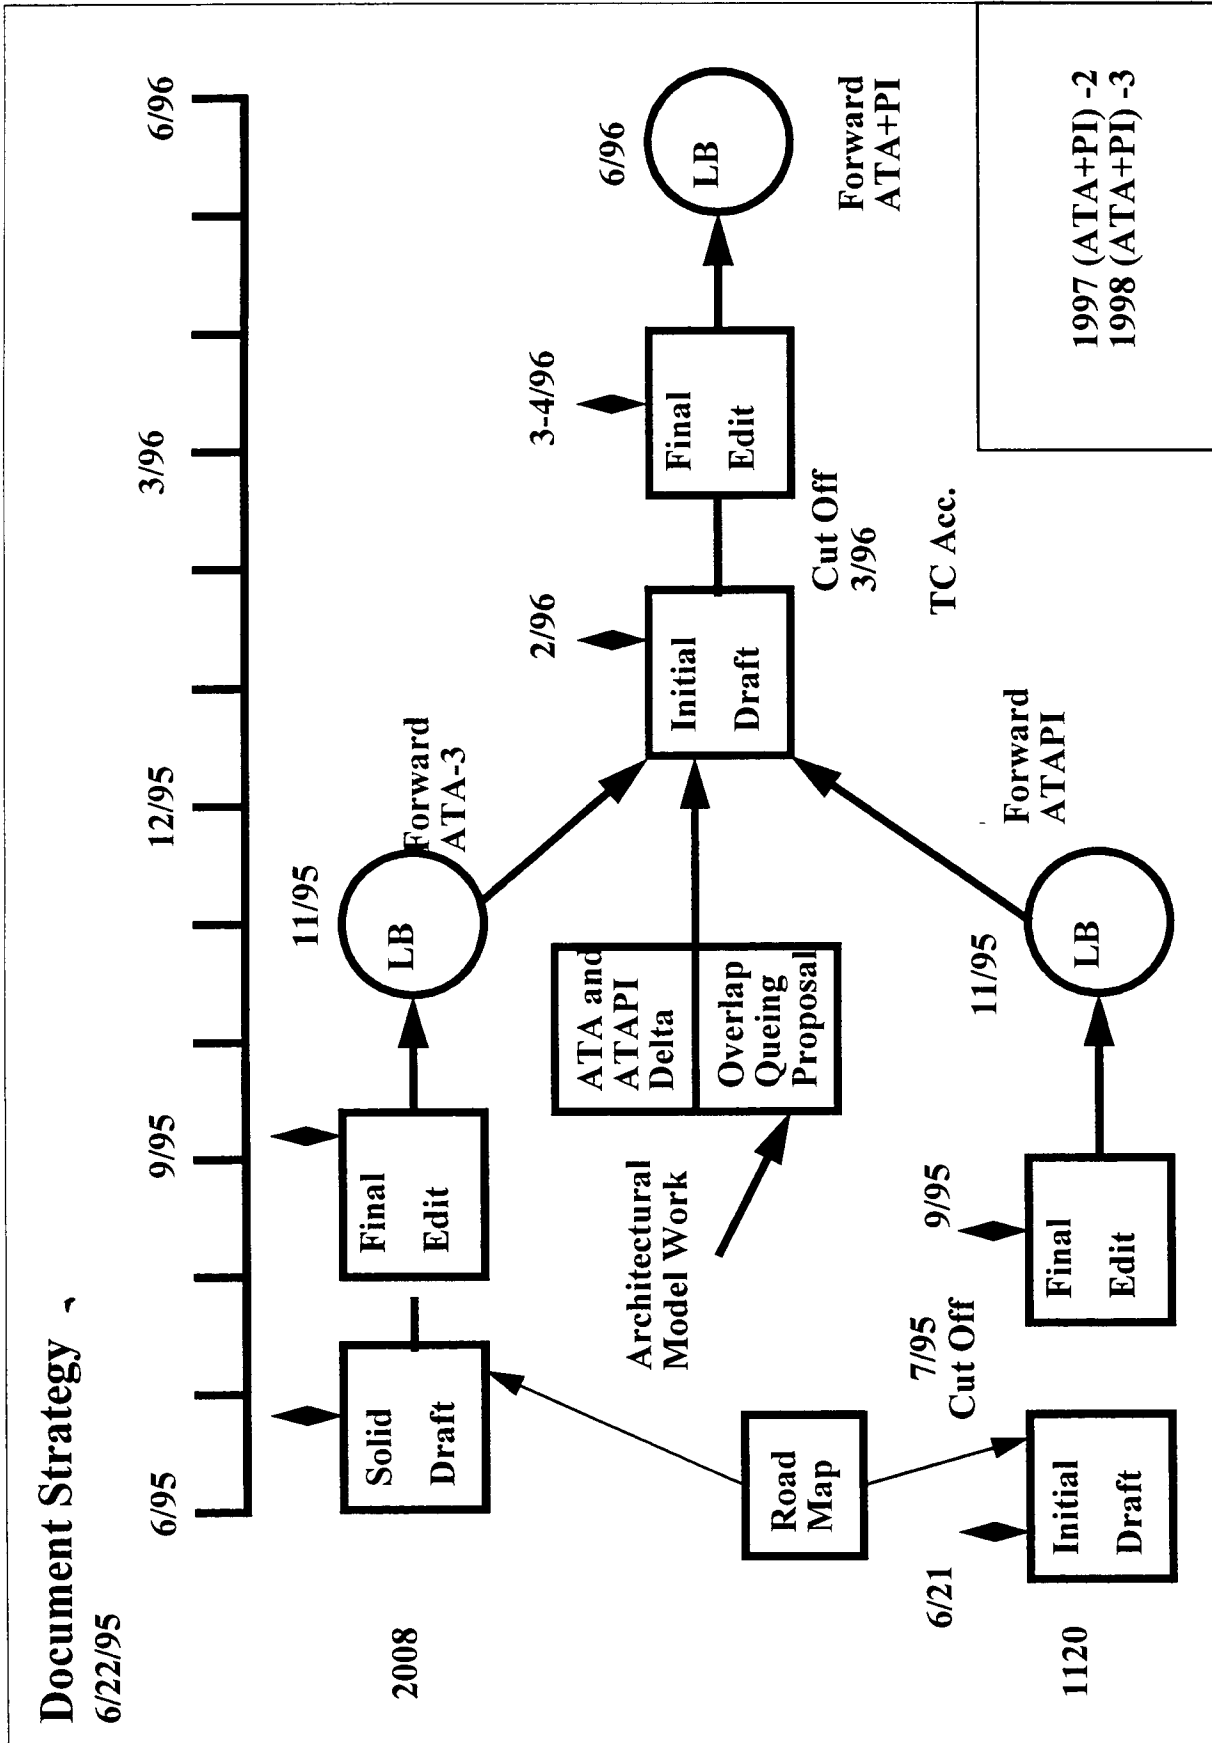 Document Strategy
6/22/95
6/95
9/95
12/95
3/96
6/96
2008
Solid
Draft
Final
Edit
11/95
LB
Forward
ATA-3
Architectural
Model Work
ATA and
ATAPI
Delta
Overlap
Queing
Proposal
2/96
Initial
Draft
Cut Off
3/96
TC Acc.
3-4/96
Final
Edit
6/96
LB
Forward
ATA+PI
Road
Map
1120
6/21
Initial
Draft
7/95
Cut Off
9/95
Final
Edit
11/95
LB
Forward
ATAPI
1997 (ATA+PI) -2
1998 (ATA+PI) -3